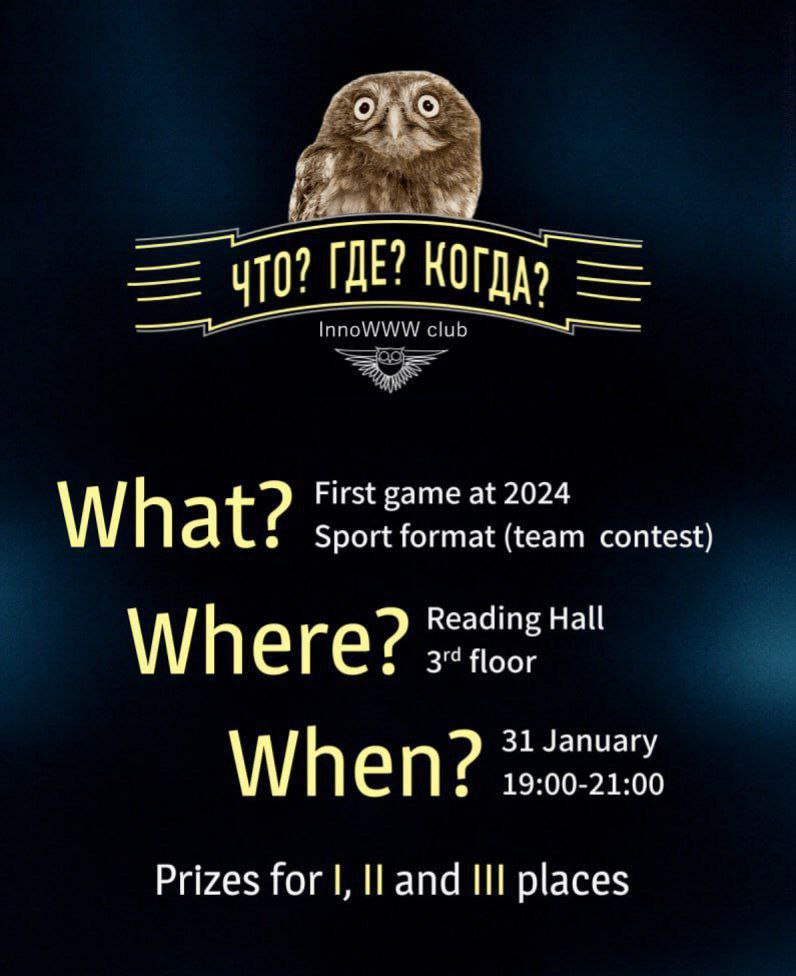 ЧТО? ГДЕ? КОГДА?
InnoWWW club
What?
First game at 2024
Sport format (team contest)
Where?
Reading Hall
3rd floor
When?
31 January
19:00-21:00
Prizes for I, II and III places